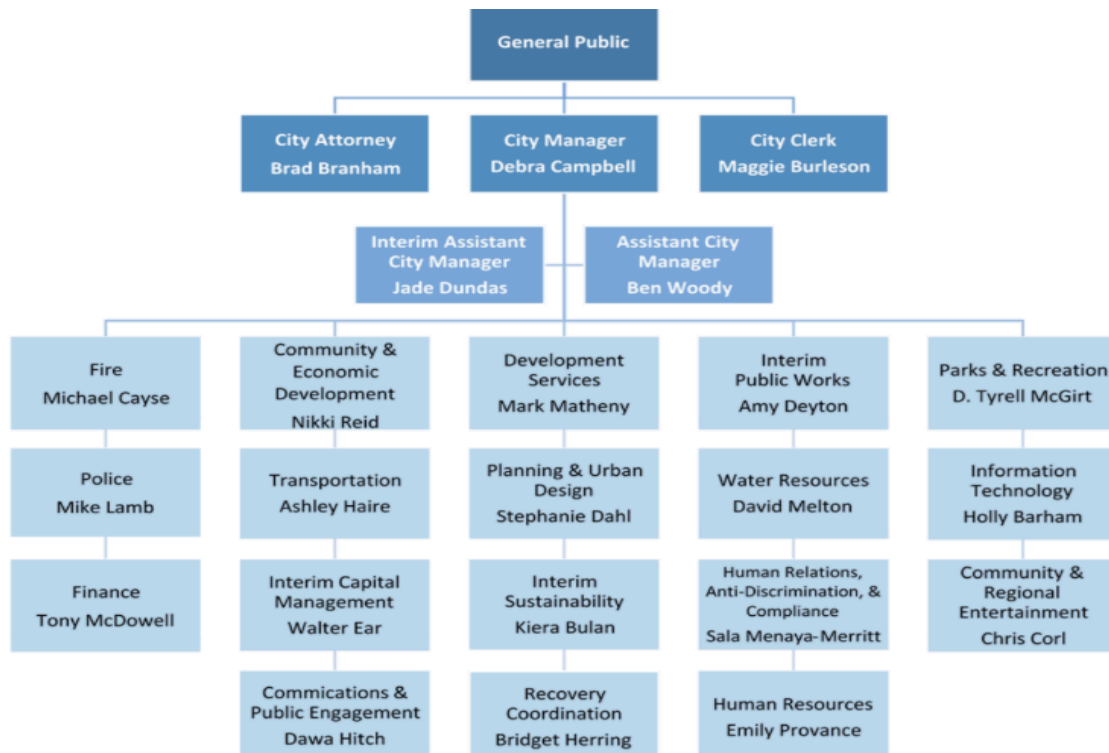 General Public
City Attorney
Brad Branham
City Manager
Debra Campbell
City Clerk
Maggie Burleson
Interim Assistant
City Manager
Jade Dundas
Assistant City
Manager
Ben Woody
Fire
Michael Cayse
Community &
Economic
Development
Nikki Reid
Development
Services
Mark Matheny
Interim
Public Works
Amy Deyton
Parks & Recreation
D. Tyrell McGirt
Police
Mike Lamb
Transportation
Ashley Haire
Planning & Urban
Design
Stephanie Dahl
Water Resources
David Melton
Information
Technology
Holly Barham
Finance
Tony McDowell
Interim Capital
Management
Walter Ear
Interim
Sustainability
Kiera Bulan
Human Relations,
Anti-Discrimination, &
Compliance
Sala Menaya-Merritt
Community &
Regional
Entertainment
Chris Corl
Commications &
Public Engagement
Dawa Hitch
Recovery
Coordination
Bridget Herring
Human Resources
Emily Provance